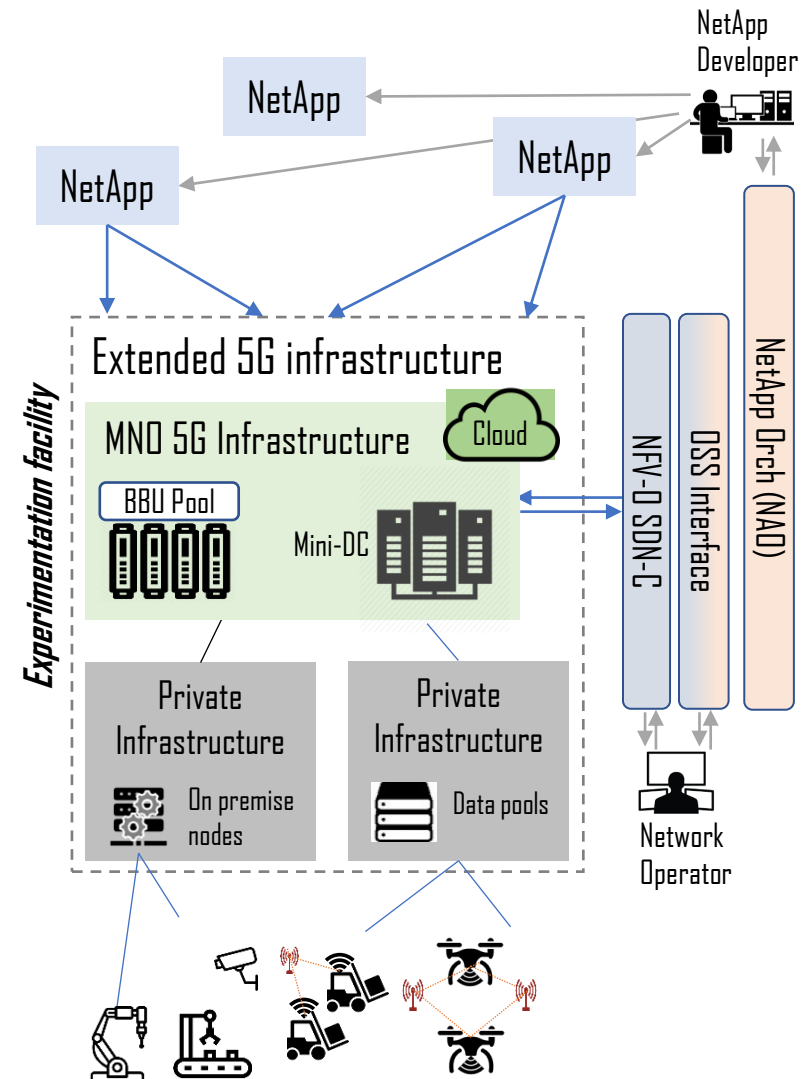 NetApp
Developer
NetApp
NetApp
NetApp
Extended 5G infrastructure
Experimentation facility
MNO 5G Infrastructure
Cloud
BBU Pool
Mini-DC
NFV-O SDN-C
OSS Interface
NetApp Orch (NAO)
Private
Infrastructure
On premise
nodes
Private
Infrastructure
Data pools
Network
Operator